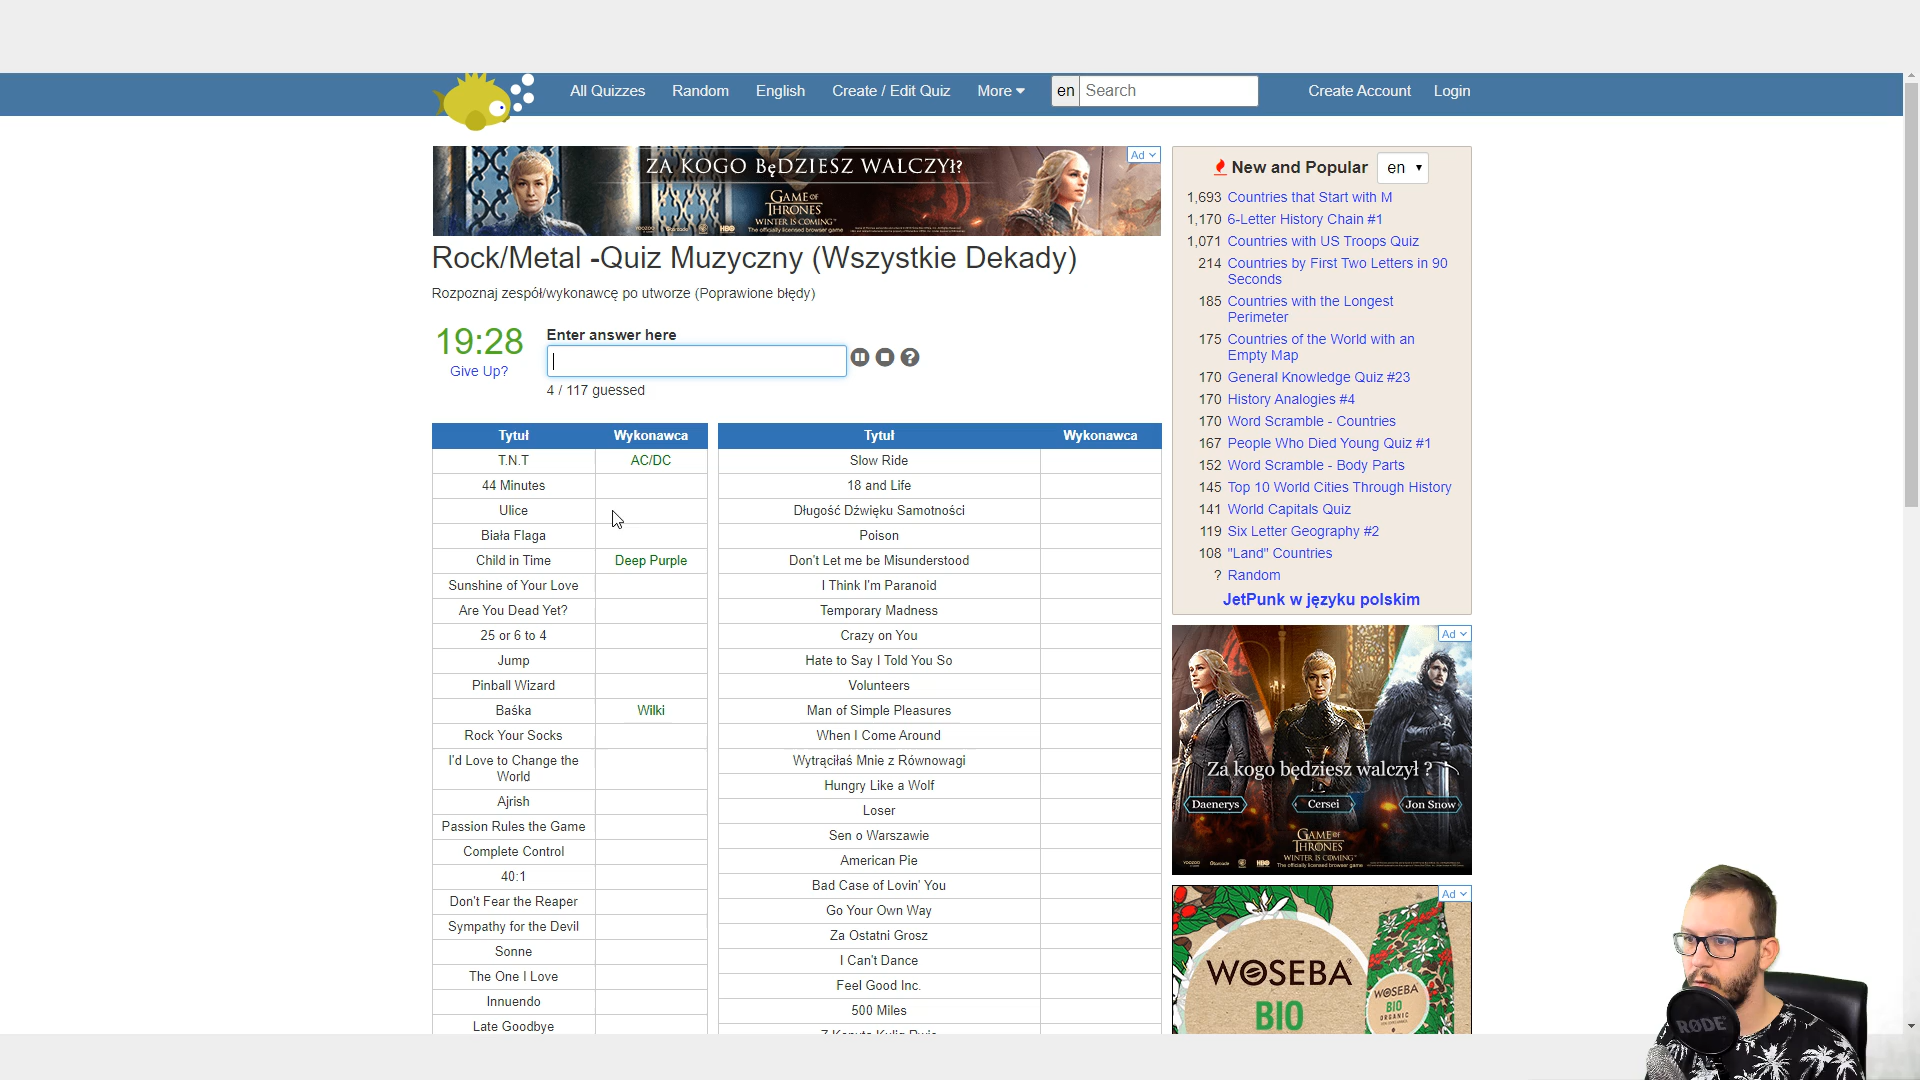 All Quizzes Random English Create / Edit Quiz More en Search Create Account Login
ZA KOGO BęDZIESZ WALCZYł?
Ad
GAME OF THRONES
WINTER IS COMING
The officially licensed browser game
Rock/Metal -Quiz Muzyczny (Wszystkie Dekady)
Rozpoznaj zespół/wykonawcę po utworze (Poprawione błędy)
19:28
Give Up?
Enter answer here
4 / 117 guessed
Tytuł Wykonawca
T.N.T AC/DC
44 Minutes
Ulice
Biała Flaga
Child in Time Deep Purple
Sunshine of Your Love
Are You Dead Yet?
25 or 6 to 4
Jump
Pinball Wizard
Baśka Wilki
Rock Your Socks
I'd Love to Change the
World
Ajrish
Passion Rules the Game
Complete Control
40:1
Don't Fear the Reaper
Sympathy for the Devil
Sonne
The One I Love
Innuendo
Late Goodbye
Tytuł Wykonawca
Slow Ride
18 and Life
Długość Dźwięku Samotności
Poison
Don't Let me be Misunderstood
I Think I'm Paranoid
Temporary Madness
Crazy on You
Hate to Say I Told You So
Volunteers
Man of Simple Pleasures
When I Come Around
Wytrąciłaś Mnie z Równowagi
Hungry Like a Wolf
Loser
Sen o Warszawie
American Pie
Bad Case of Lovin' You
Go Your Own Way
Za Ostatni Grosz
I Can't Dance
Feel Good Inc.
500 Miles
New and Popular en
1,693 Countries that Start with M
1,170 6-Letter History Chain #1
1,071 Countries with US Troops Quiz
214 Countries by First Two Letters in 90
Seconds
185 Countries with the Longest
Perimeter
175 Countries of the World with an
Empty Map
170 General Knowledge Quiz #23
170 History Analogies #4
170 Word Scramble - Countries
167 People Who Died Young Quiz #1
152 Word Scramble - Body Parts
145 Top 10 World Cities Through History
141 World Capitals Quiz
119 Six Letter Geography #2
108 "Land" Countries
? Random
JetPunk w języku polskim
Ad
Za kogo będziesz walczył ?
Daenerys Cersei Jon Snow
GAME OF
THRONES
WINTER IS COMING
The officially licensed browser game
Ad
WOSEBA
BIO
WOSEBA
BIO
ORGANIC
RØDE